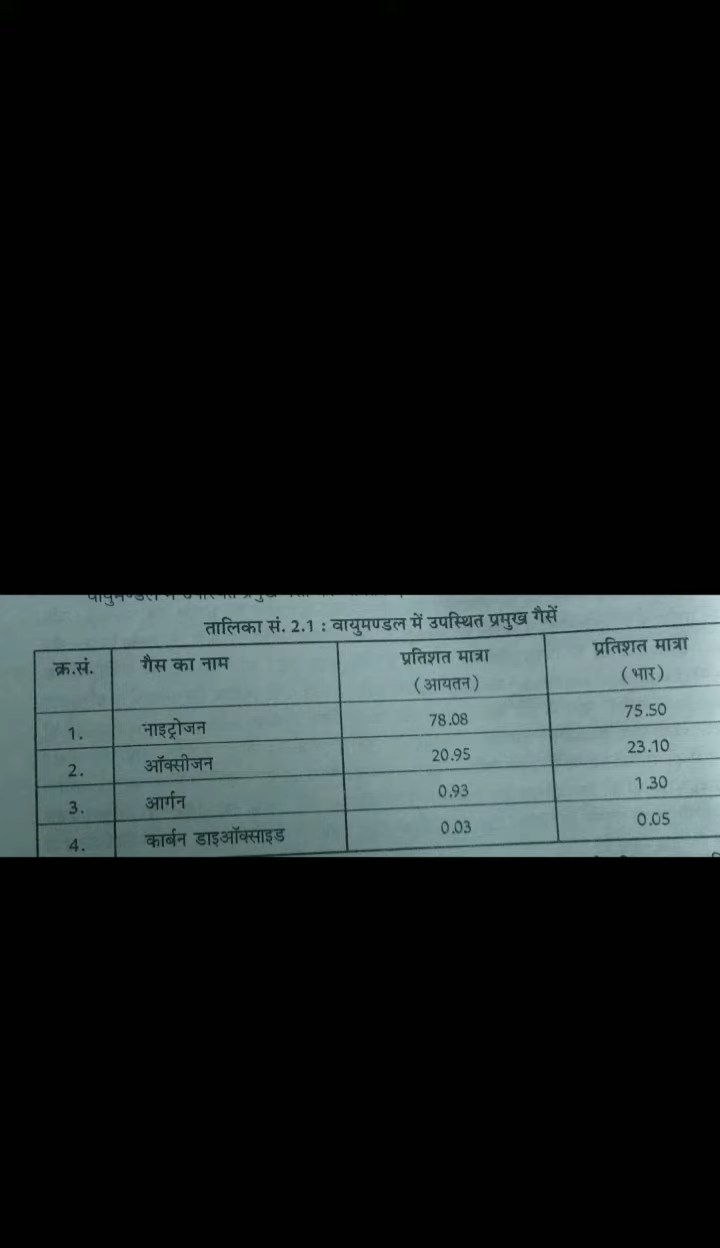 तालिका सं. 2.1 : वायुमण्डल में उपस्थित प्रमुख गैसें
क्र.सं. गैस का नाम प्रतिशत मात्रा (आयतन) प्रतिशत मात्रा (भार)
1. नाइट्रोजन 78.08 75.50
2. ऑक्सीजन 20.95 23.10
3. आर्गन 0.93 1.30
4. कार्बन डाइऑक्साइड 0.03 0.05